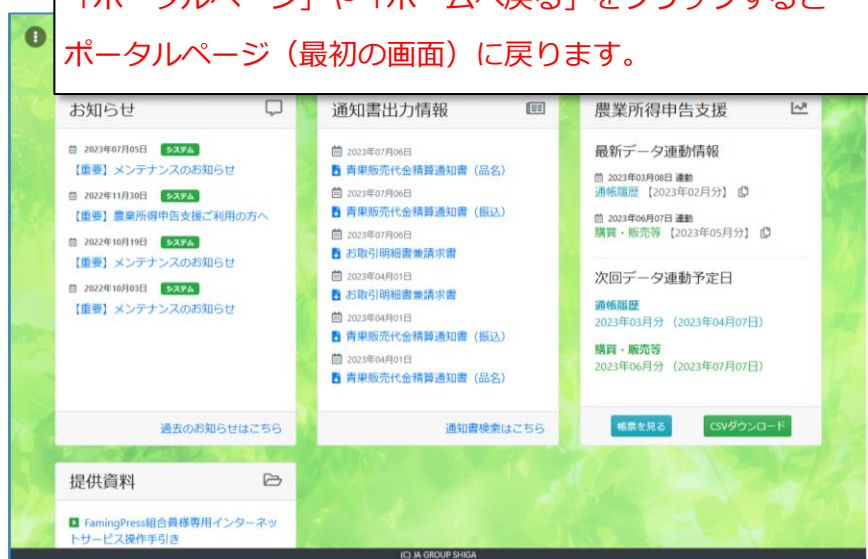 「ポータルページ」や「ホームへ戻る」をクリックすると
ポータルページ（最初の画面）に戻ります。
お知らせ
2023年07月05日 システム
【重要】メンテナンスのお知らせ
2022年11月30日 システム
【重要】農業所得申告支援ご利用の方へ
2022年10月19日 システム
【重要】メンテナンスのお知らせ
2022年10月03日 システム
【重要】メンテナンスのお知らせ
過去のお知らせはこちら
通知書出力情報
2023年07月06日
青果販売代金精算通知書（品名）
2023年07月06日
青果販売代金精算通知書（振込）
2023年07月06日
お取引明細書兼請求書
2023年04月01日
お取引明細書兼請求書
2023年04月01日
青果販売代金精算通知書（振込）
2023年04月01日
青果販売代金精算通知書（品名）
通知書検索はこちら
農業所得申告支援
最新データ連動情報
2023年03月08日 連動
通帳履歴 【2023年02月分】
2023年06月07日 連動
購買・販売等 【2023年05月分】
次回データ連動予定日
通帳履歴
2023年03月分 （2023年04月07日）
購買・販売等
2023年06月分 （2023年07月07日）
帳票を見る
CSVダウンロード
提供資料
FamingPress組合員様専用インターネッ
トサービス操作手引き
(C) JA GROUP SHIGA